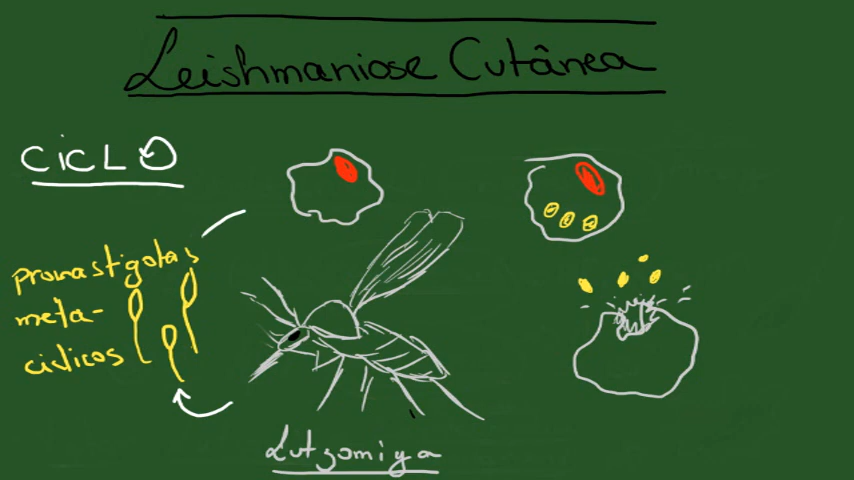 Leishmaniose Cutânea
CICLO
promastigotas
meta-
cíclicos
Lutzomiya